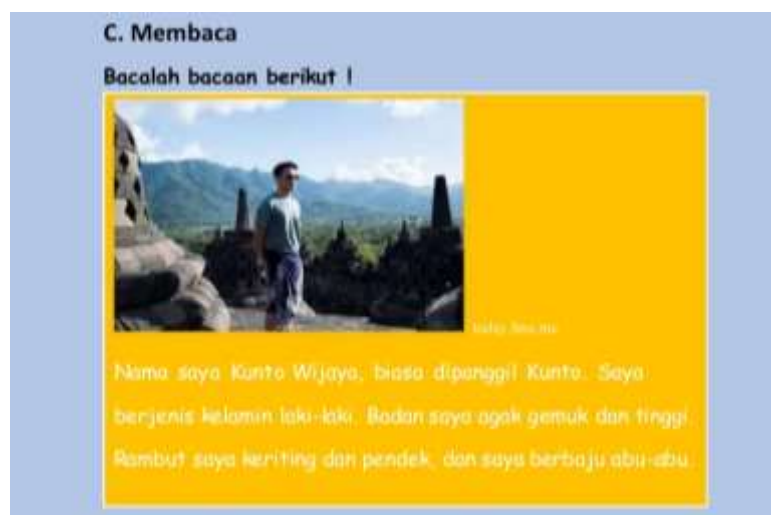 C. Membaca
Bacalah bacaan berikut !
Nama saya Kunto Wijaya, biasa dipanggil Kunto. Saya
berjenis kelamin laki-laki. Badan saya agak gemuk dan tinggi.
Rambut saya keriting dan pendek, dan saya berbaju abu-abu.